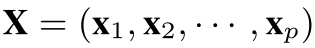 X = (x₁, x₂, ⋯ , xₚ)